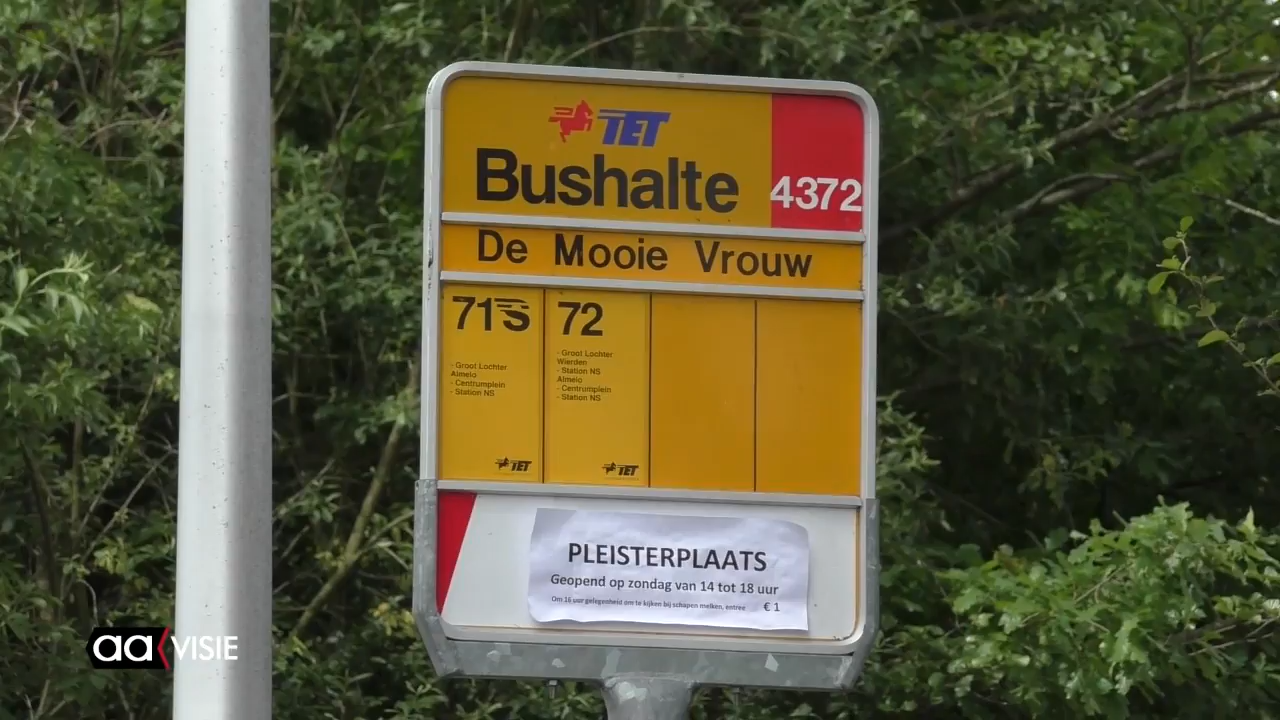 TET
Bushalte
4372
De Mooie Vrouw
71S
- Groot Lochter
Almelo
- Centrumplein
- Station NS
TET
72
- Groot Lochter
Wierden
- Station NS
Almelo
- Centrumplein
- Station NS
TET
PLEISTERPLAATS
Geopend op zondag van 14 tot 18 uur
Om 16 uur gelegenheid om te kijken bij schapen melken, entree € 1
aa VISIE